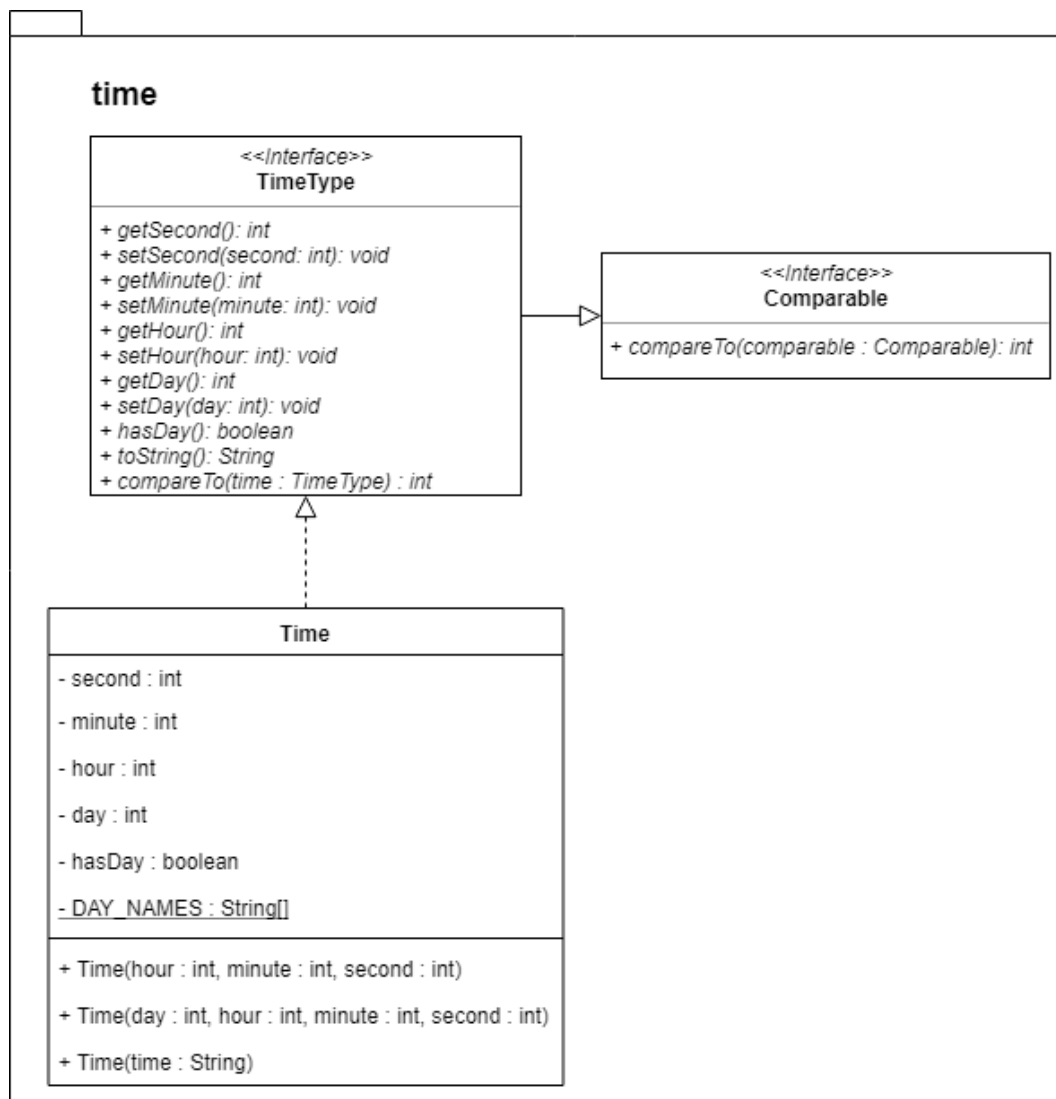 time
<<Interface>>
TimeType
+ getSecond(): int
+ setSecond(second: int): void
+ getMinute(): int
+ setMinute(minute: int): void
+ getHour(): int
+ setHour(hour: int): void
+ getDay(): int
+ setDay(day: int): void
+ hasDay(): boolean
+ toString(): String
+ compareTo(time : TimeType) : int
<<Interface>>
Comparable
+ compareTo(comparable : Comparable): int
Time
- second : int
- minute : int
- hour : int
- day : int
- hasDay : boolean
- DAY_NAMES : String[]
+ Time(hour : int, minute : int, second : int)
+ Time(day : int, hour : int, minute : int, second : int)
+ Time(time : String)